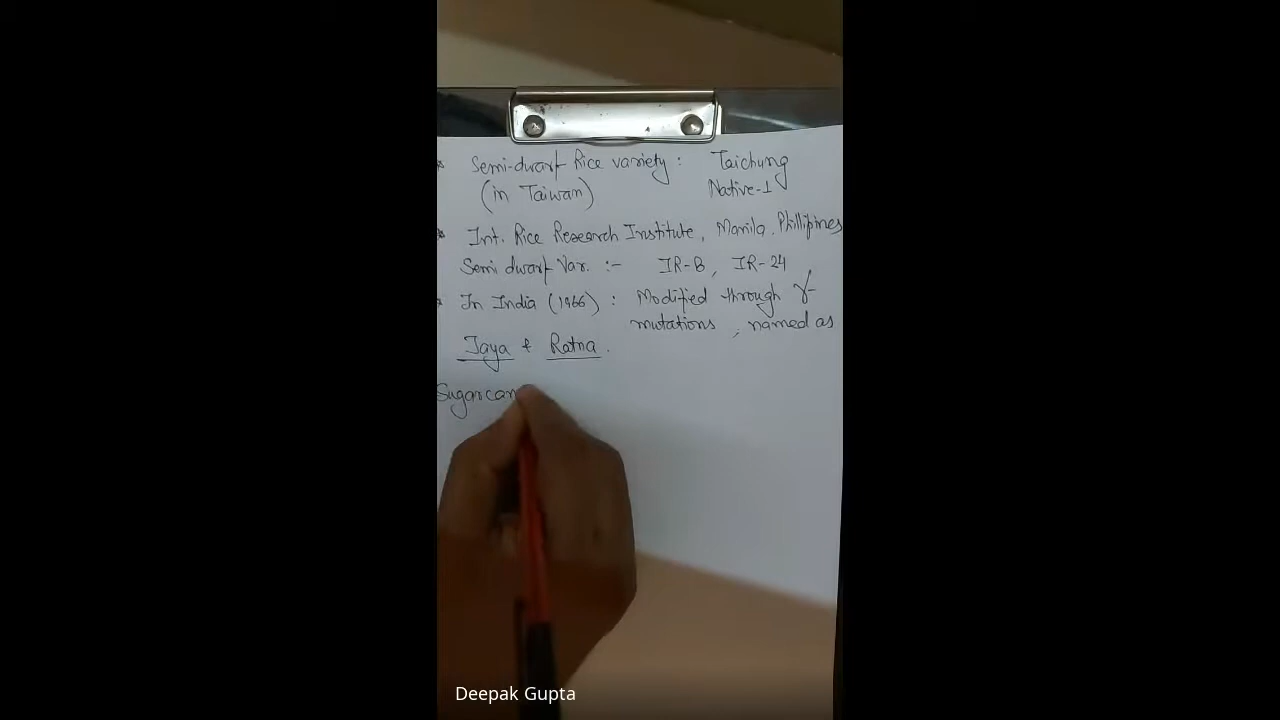 * Semi-dwarf Rice variety : Taichung
(in Taiwan) Native-1
* Int. Rice Research Institute, Manila, Phillipines
Semi dwarf Var. :- IR-8, IR-24
* In India (1966) : Modified through γ-
mutations, named as
Jaya & Ratna.
Sugarcan
Deepak Gupta